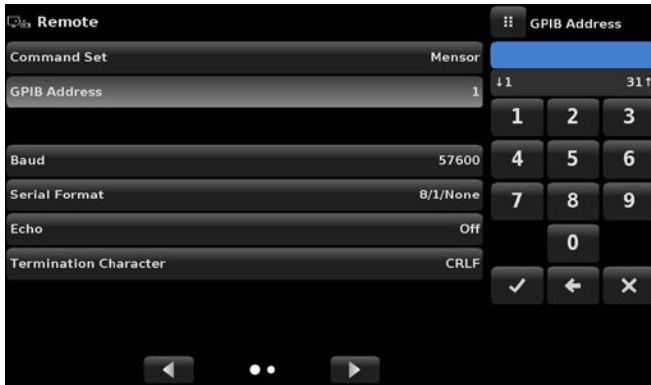 Remote
Command Set Mensor
GPIB Address 1
Baud 57600
Serial Format 8/1/None
Echo Off
Termination Character CRLF
GPIB Address
↓1 31↑
1 2 3
4 5 6
7 8 9
0